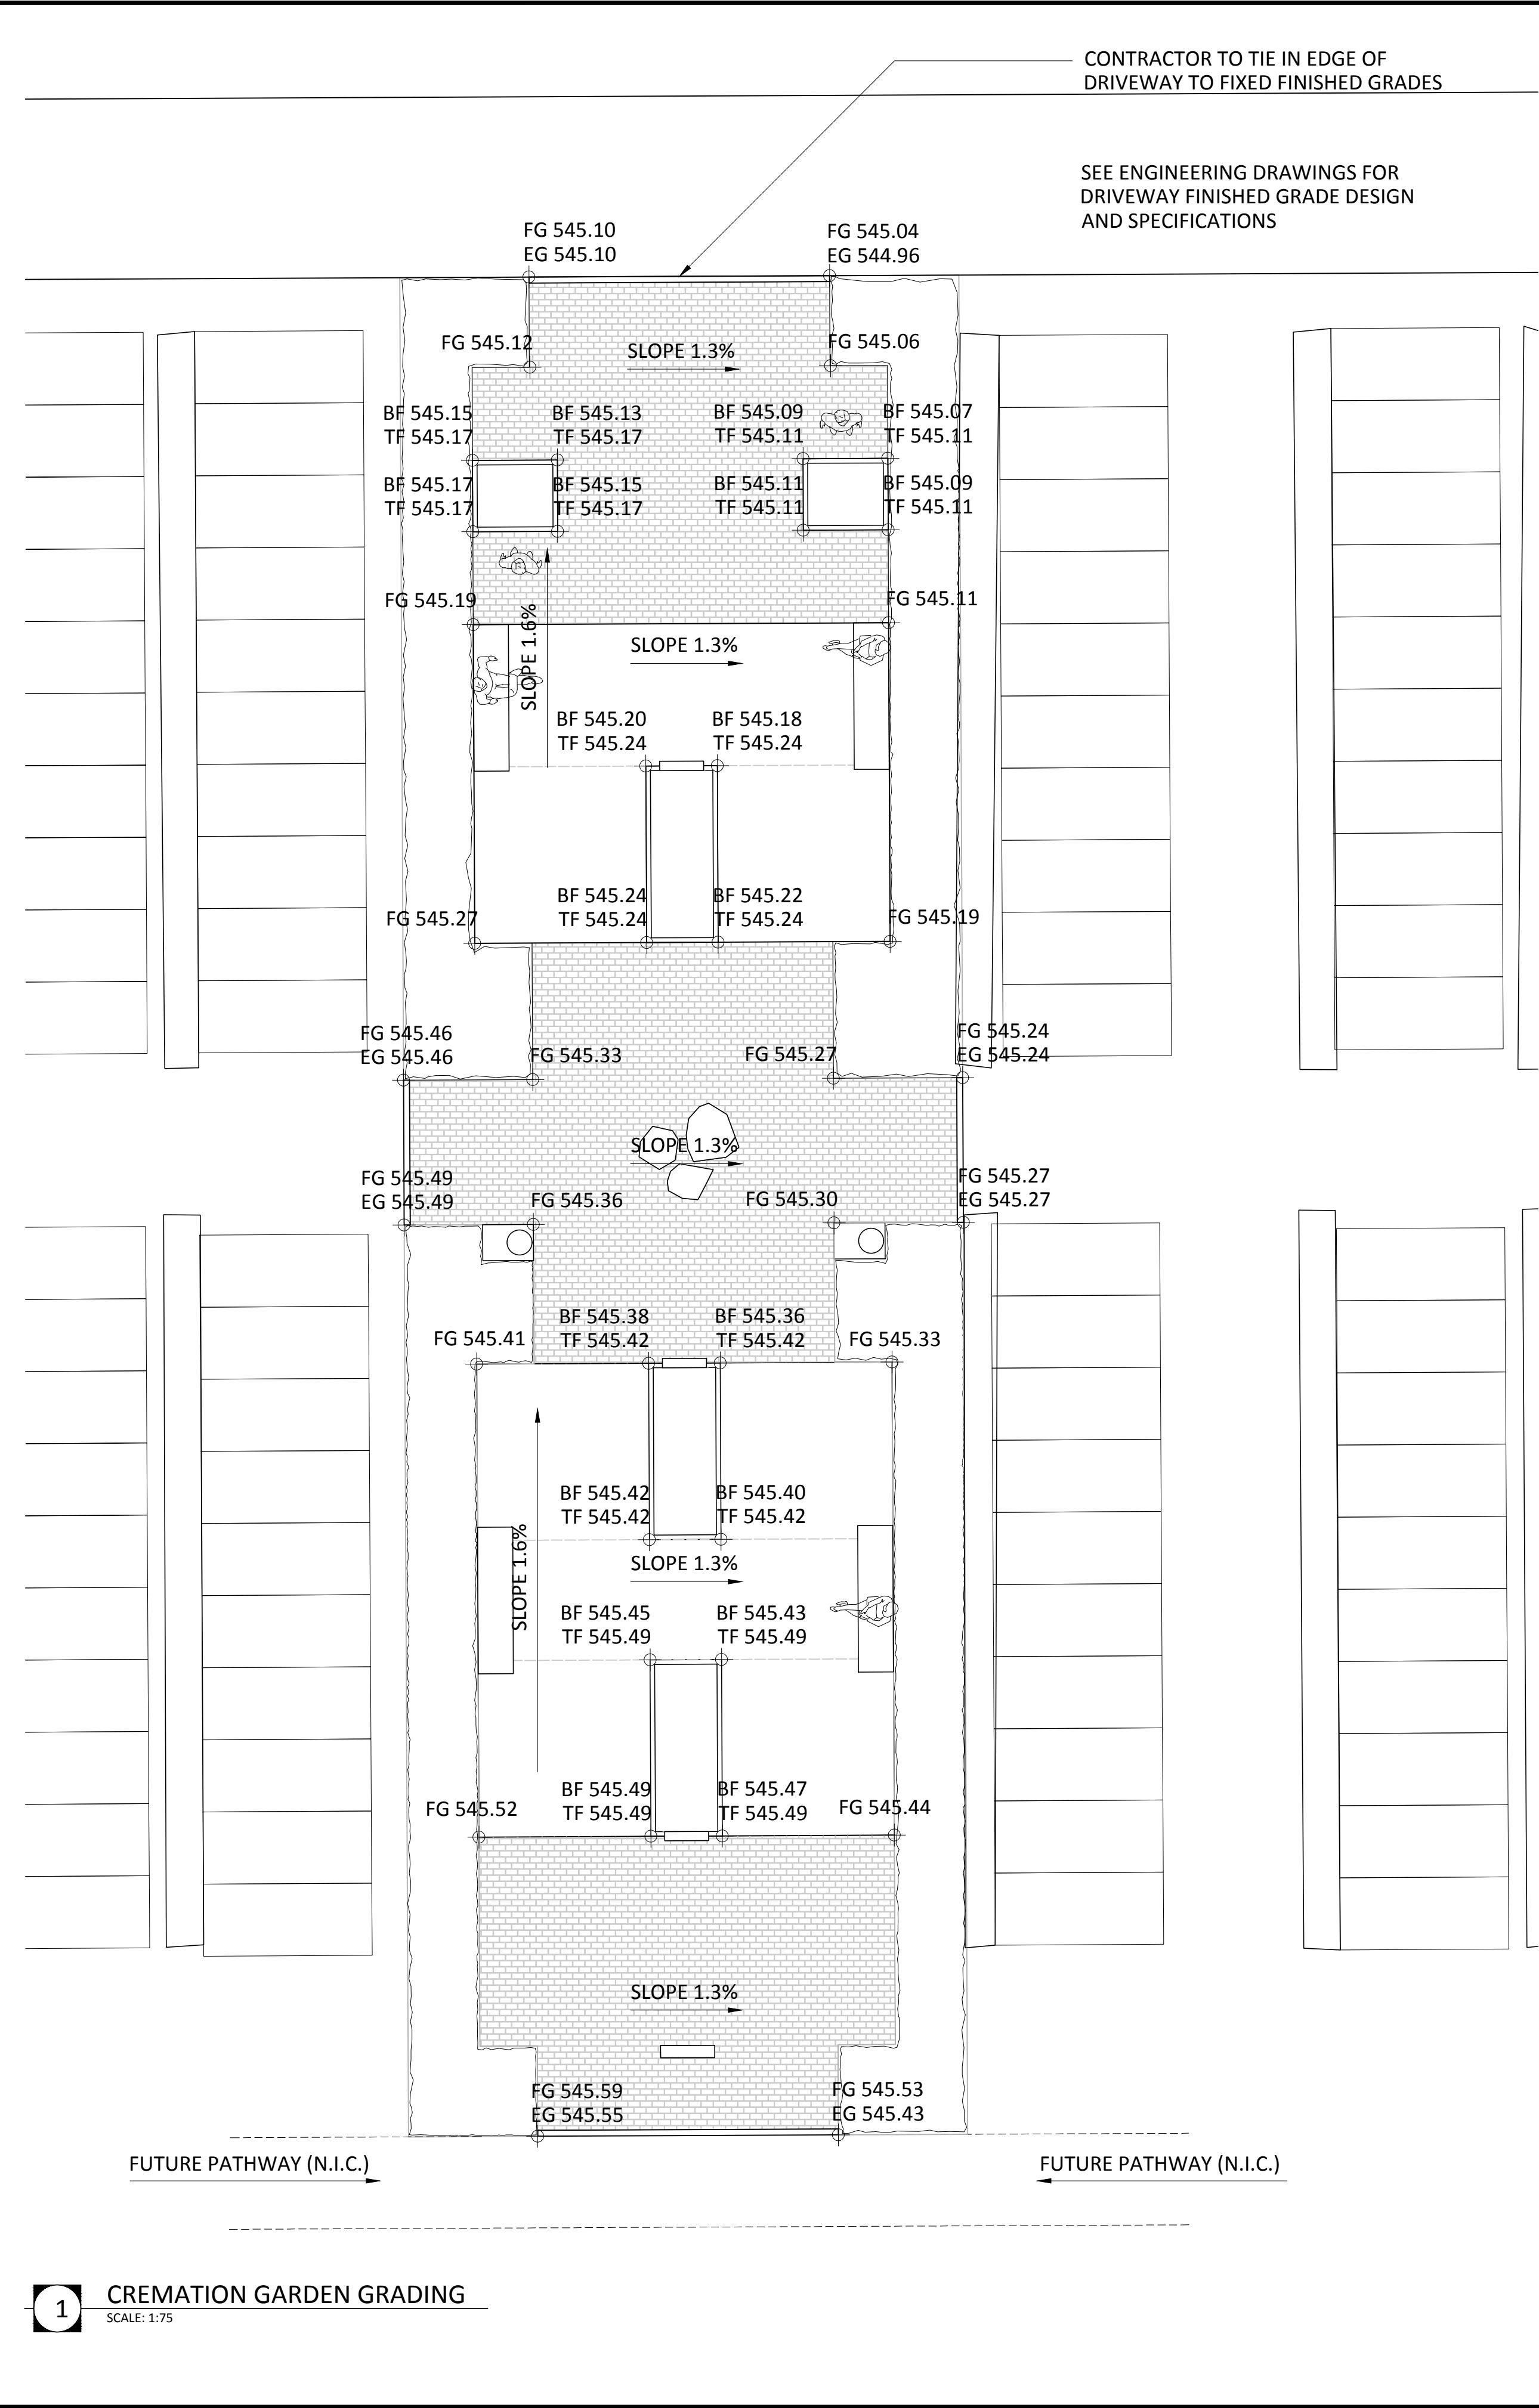 CONTRACTOR TO TIE IN EDGE OF
DRIVEWAY TO FIXED FINISHED GRADES
SEE ENGINEERING DRAWINGS FOR
DRIVEWAY FINISHED GRADE DESIGN
AND SPECIFICATIONS
FG 545.10
EG 545.10
FG 545.04
EG 544.96
FG 545.12
SLOPE 1.3%
FG 545.06
BF 545.15
TF 545.17
BF 545.13
TF 545.17
BF 545.09
TF 545.11
BF 545.07
TF 545.11
BF 545.17
TF 545.17
BF 545.15
TF 545.17
BF 545.11
TF 545.11
BF 545.09
TF 545.11
FG 545.19
FG 545.11
SLOPE 1.6%
SLOPE 1.3%
BF 545.20
TF 545.24
BF 545.18
TF 545.24
BF 545.24
TF 545.24
BF 545.22
TF 545.24
FG 545.27
FG 545.19
FG 545.46
EG 545.46
FG 545.33
FG 545.27
FG 545.24
EG 545.24
SLOPE 1.3%
FG 545.49
EG 545.49
FG 545.36
FG 545.30
FG 545.27
EG 545.27
FG 545.41
BF 545.38
TF 545.42
BF 545.36
TF 545.42
FG 545.33
BF 545.42
TF 545.42
BF 545.40
TF 545.42
SLOPE 1.6%
SLOPE 1.3%
BF 545.45
TF 545.49
BF 545.43
TF 545.49
FG 545.52
BF 545.49
TF 545.49
BF 545.47
TF 545.49
FG 545.44
SLOPE 1.3%
FG 545.59
EG 545.55
FG 545.53
EG 545.43
FUTURE PATHWAY (N.I.C.)
FUTURE PATHWAY (N.I.C.)
1
CREMATION GARDEN GRADING
SCALE: 1:75